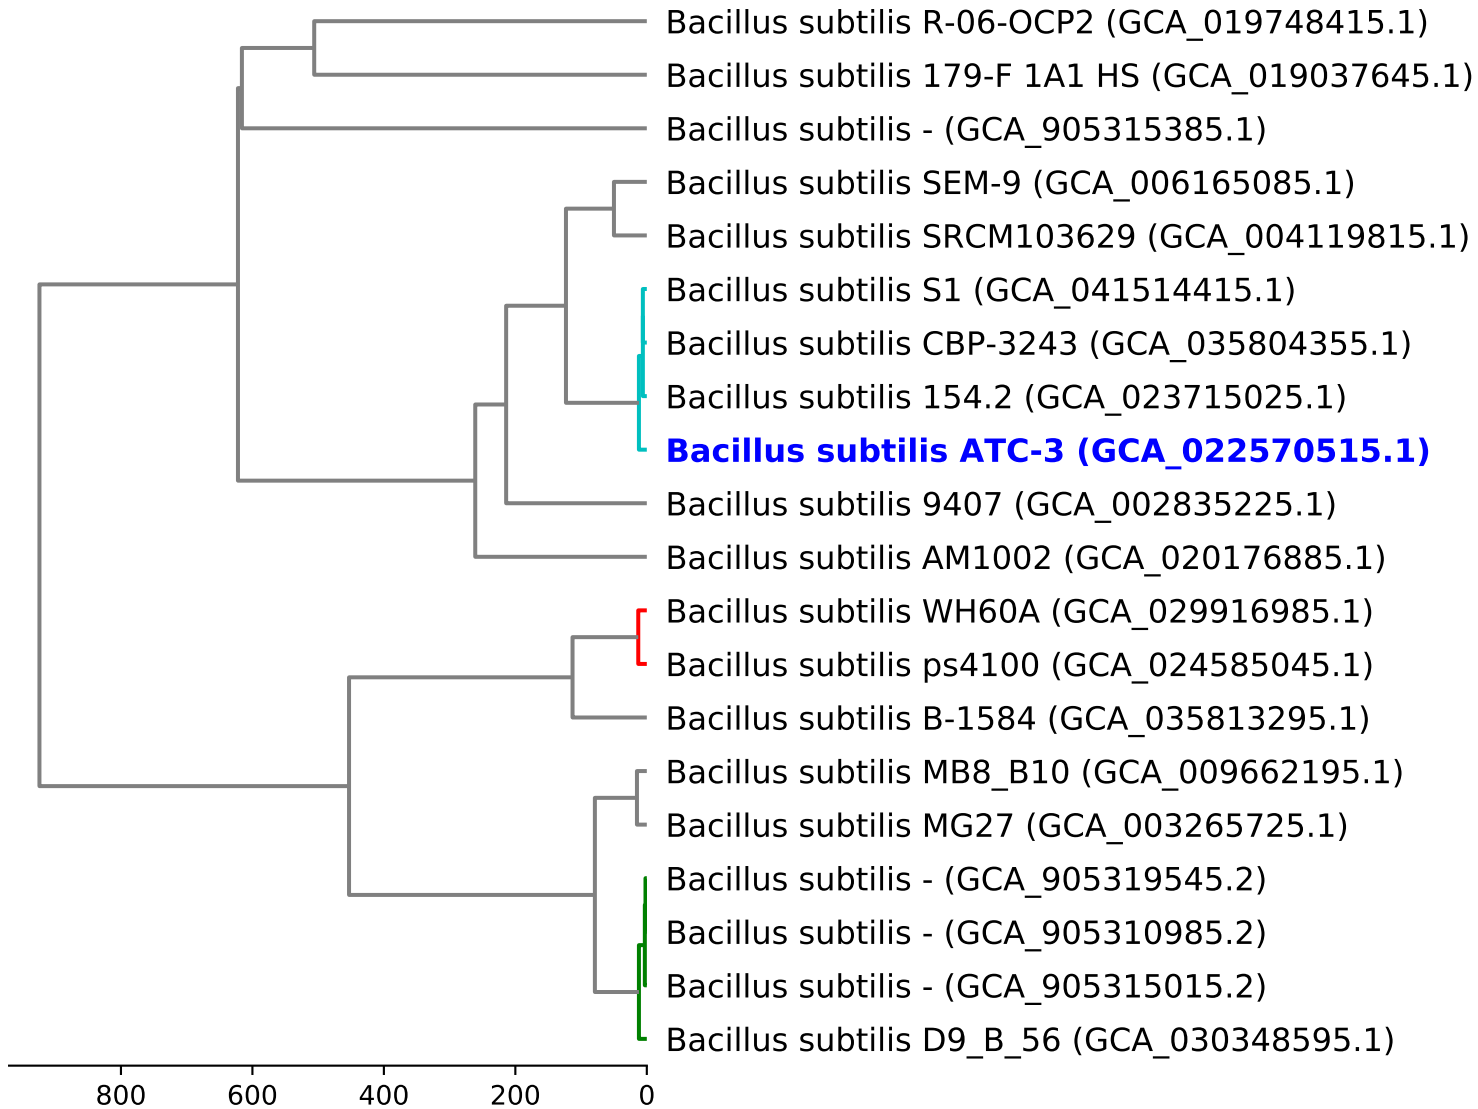 Bacillus subtilis R-06-OCP2 (GCA_019748415.1)
Bacillus subtilis 179-F 1A1 HS (GCA_019037645.1)
Bacillus subtilis - (GCA_905315385.1)
Bacillus subtilis SEM-9 (GCA_006165085.1)
Bacillus subtilis SRCM103629 (GCA_004119815.1)
Bacillus subtilis S1 (GCA_041514415.1)
Bacillus subtilis CBP-3243 (GCA_035804355.1)
Bacillus subtilis 154.2 (GCA_023715025.1)
Bacillus subtilis ATC-3 (GCA_022570515.1)
Bacillus subtilis 9407 (GCA_002835225.1)
Bacillus subtilis AM1002 (GCA_020176885.1)
Bacillus subtilis WH60A (GCA_029916985.1)
Bacillus subtilis ps4100 (GCA_024585045.1)
Bacillus subtilis B-1584 (GCA_035813295.1)
Bacillus subtilis MB8_B10 (GCA_009662195.1)
Bacillus subtilis MG27 (GCA_003265725.1)
Bacillus subtilis - (GCA_905319545.2)
Bacillus subtilis - (GCA_905310985.2)
Bacillus subtilis - (GCA_905315015.2)
Bacillus subtilis D9_B_56 (GCA_030348595.1)
800 600 400 200 0